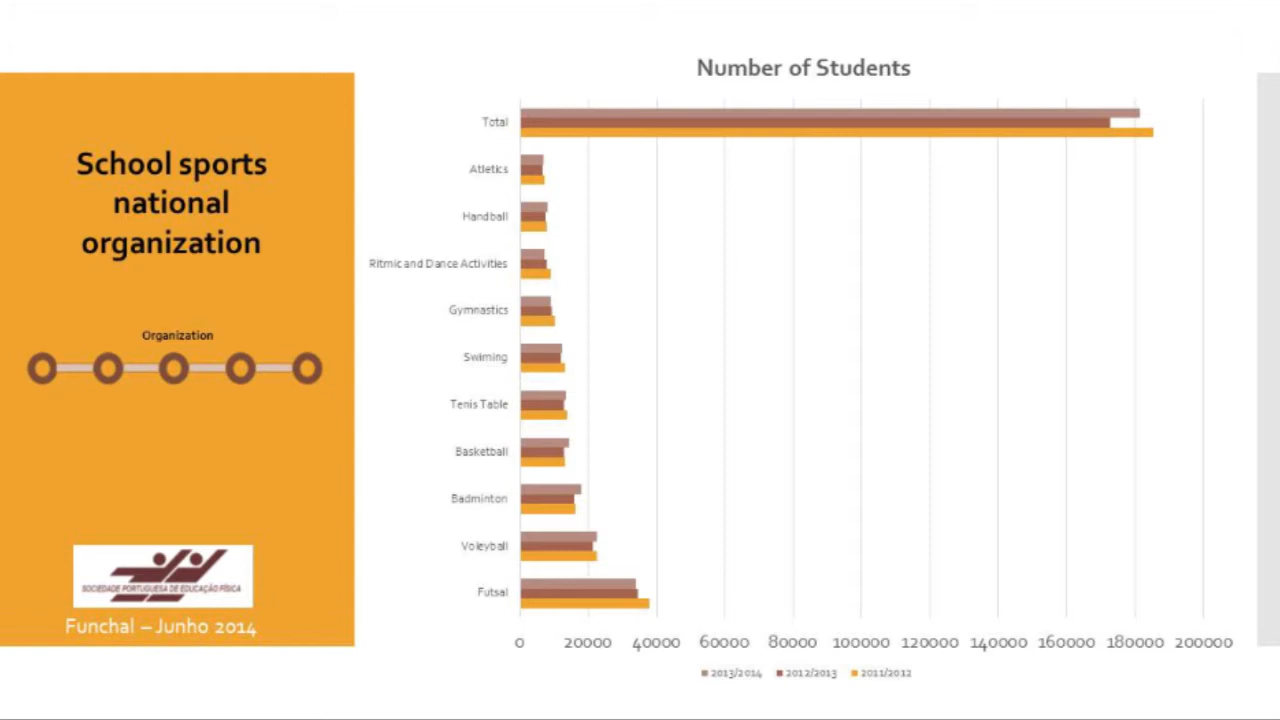 School sports
national
organization
Organization
SOCIEDADE PORTUGUESA DE EDUCAÇÃO FÍSICA
Funchal – Junho 2014
Number of Students
Total
Atletics
Handball
Ritmic and Dance Activities
Gymnastics
Swiming
Tenis Table
Basketball
Badminton
Voleyball
Futsal
0 20000 40000 60000 80000 100000 120000 140000 160000 180000 200000
2013/2014 2012/2013 2011/2012